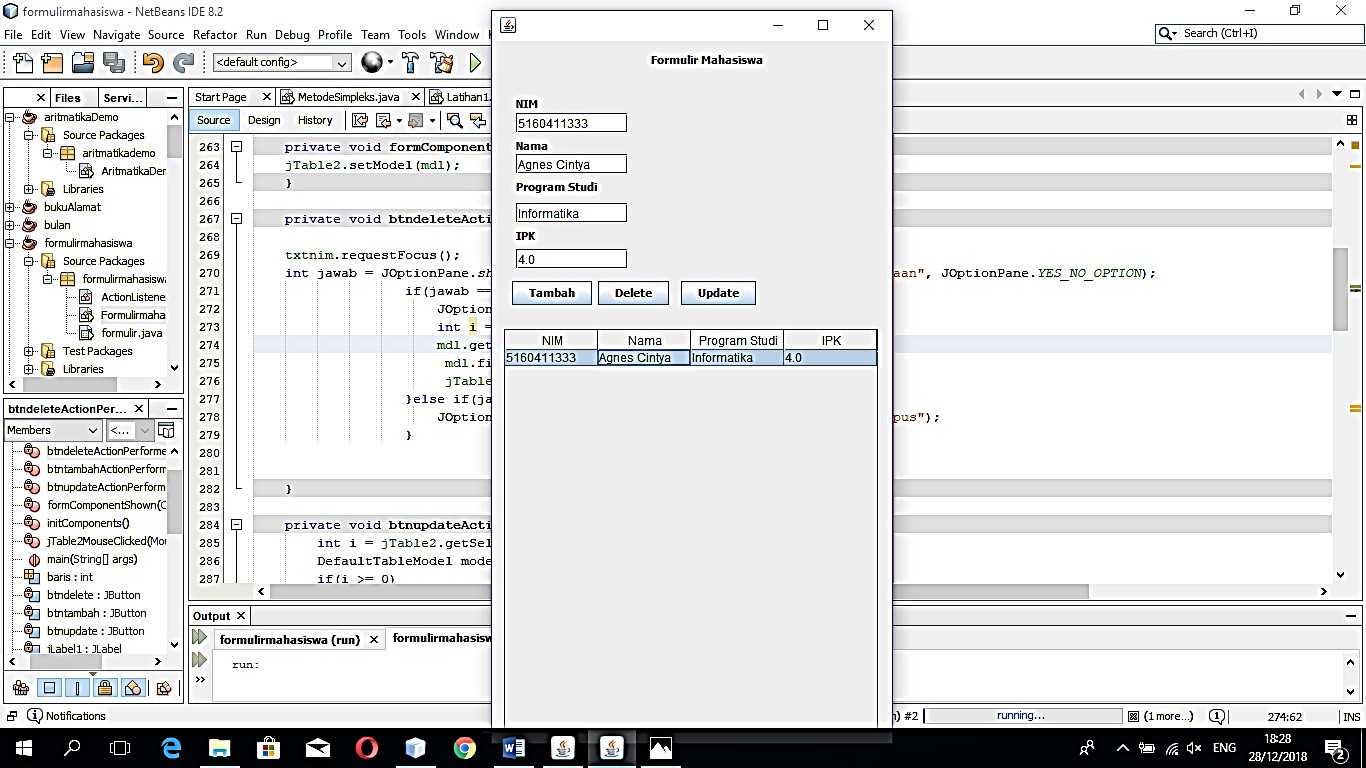 formulirmahasiswa - NetBeans IDE 8.2
File Edit View Navigate Source Refactor Run Debug Profile Team Tools Window
Search (Ctrl+I)
<default config>
Files Servi...
aritmatikaDemo
Source Packages
aritmatikademo
AritmatikaDer
Libraries
bukuAlamat
bulan
formulirmahasiswa
Source Packages
formulirmahasiswa
ActionListene
Formulirmaha
formulir.java
Test Packages
Libraries
btndeleteActionPer...
Members <...
btndeleteActionPerforme
btntambahActionPerform
btnupdateActionPerform
formComponentShown(C
initComponents()
jTable2MouseClicked(Mou
main(String[] args)
baris : int
btndelete : JButton
btntambah : JButton
btnupdate : JButton
jLabel1 : JLabel
Start Page MetodeSimpleks.java Latihan1.
Source Design History
263 private void formComponent
264 jTable2.setModel(mdl);
265 }
266
267 private void btndeleteActi
268
269 txtnim.requestFocus();
270 int jawab = JOptionPane.sh aan", JOptionPane.YES_NO_OPTION);
271 if(jawab ==
272 JOption
273 int i =
274 mdl.get
275 mdl.fi
276 jTable
277 }else if(ja
278 JOption pus");
279 }
280
281
282 }
283
284 private void btnupdateActi
285 int i = jTable2.getSel
286 DefaultTableModel mode
287 if(i >= 0)
Formulir Mahasiswa
NIM
5160411333
Nama
Agnes Cintya
Program Studi
Informatika
IPK
4.0
Tambah Delete Update
NIM Nama Program Studi IPK
5160411333 Agnes Cintya Informatika 4.0
Output
formulirmahasiswa (run) formulirmahasisw
run:
Notifications
) #2 running... (1 more...) 274:62 INS
ENG
18:28
28/12/2018
2